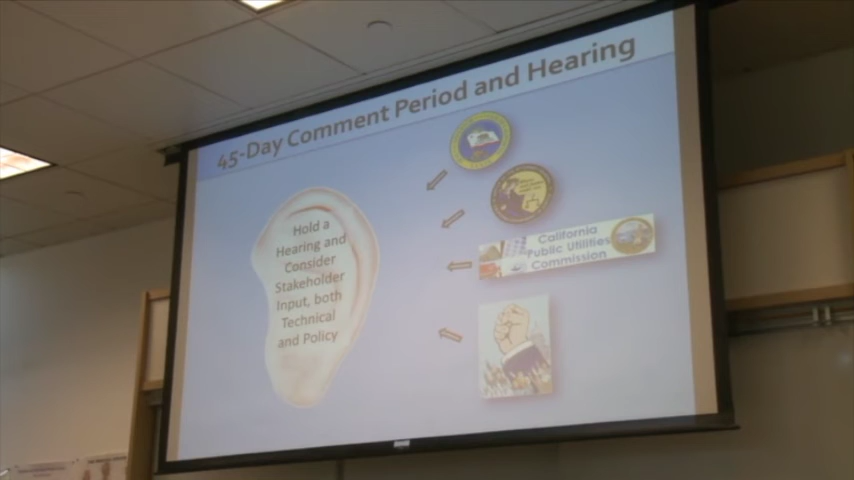 45-Day Comment Period and Hearing
Hold a
Hearing and
Consider
Stakeholder
Input, both
Technical
and Policy
California
Public Utilities
Commission